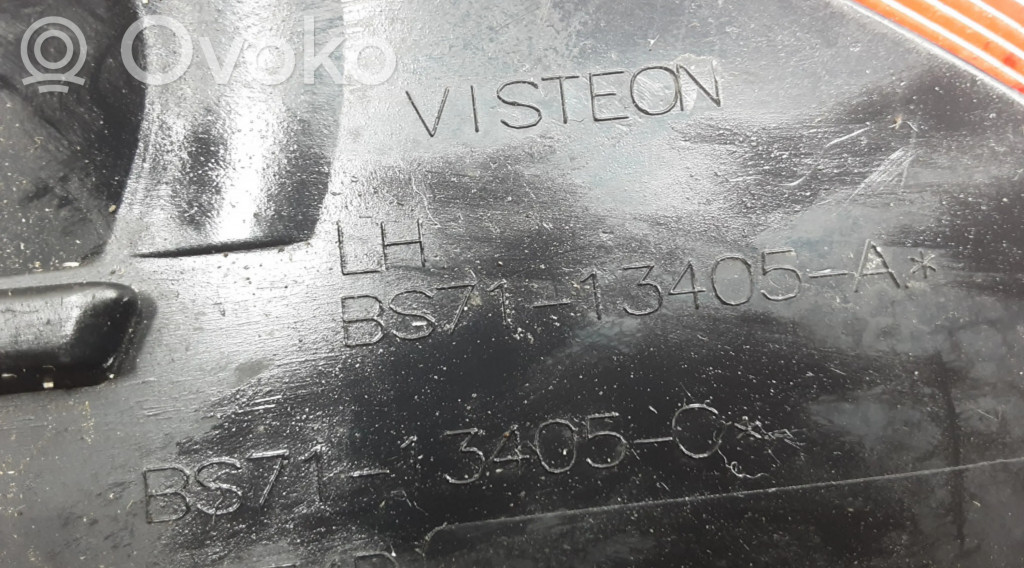 Ovoko
VISTEON
LH
BS71-13405-A*
BS71-13405-C*